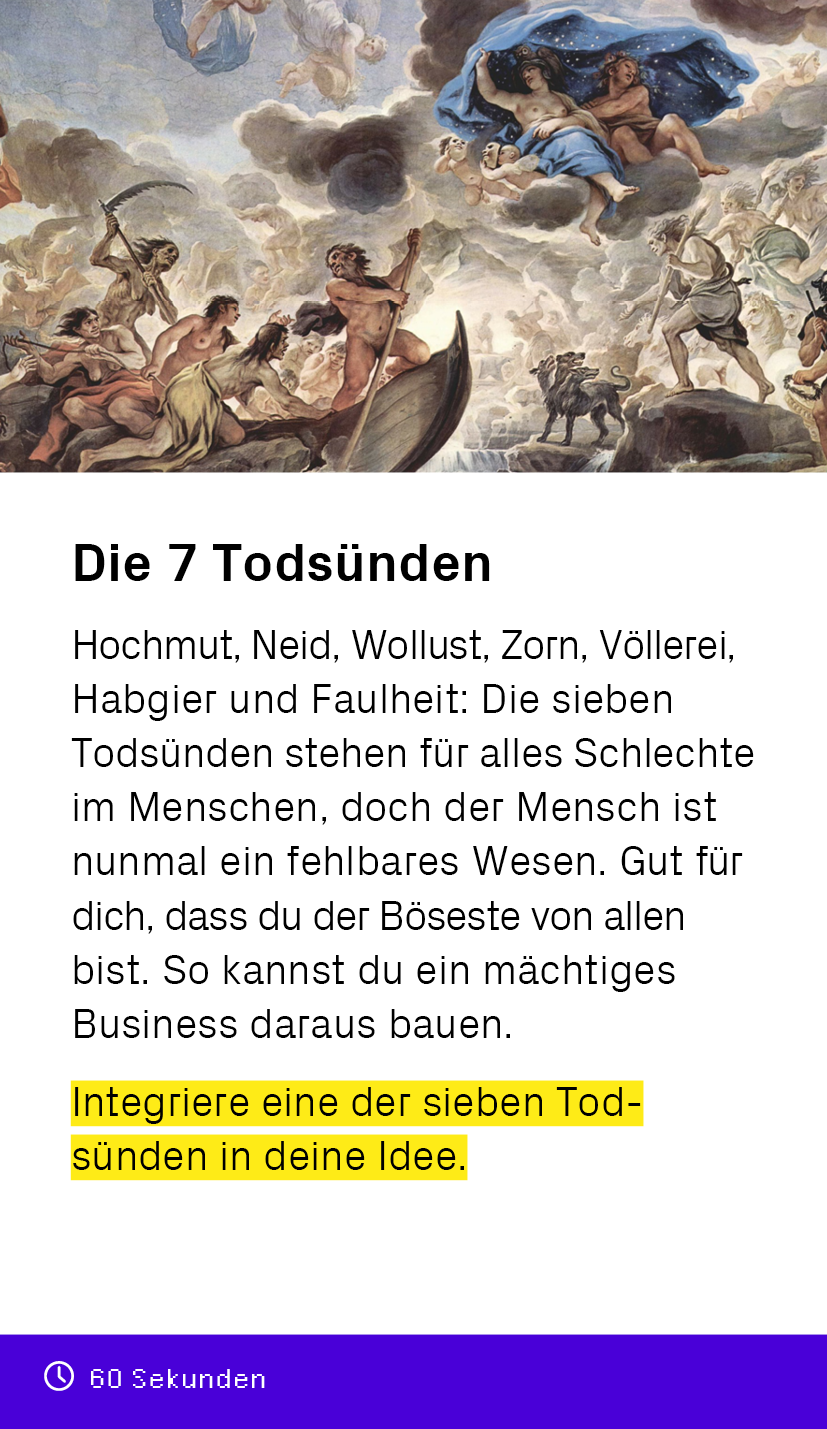 Die 7 Todsünden
Hochmut, Neid, Wollust, Zorn, Völlerei,
Habgier und Faulheit: Die sieben
Todsünden stehen für alles Schlechte
im Menschen, doch der Mensch ist
nunmal ein fehlbares Wesen. Gut für
dich, dass du der Böseste von allen
bist. So kannst du ein mächtiges
Business daraus bauen.
Integriere eine der sieben Tod-
sünden in deine Idee.
60 Sekunden